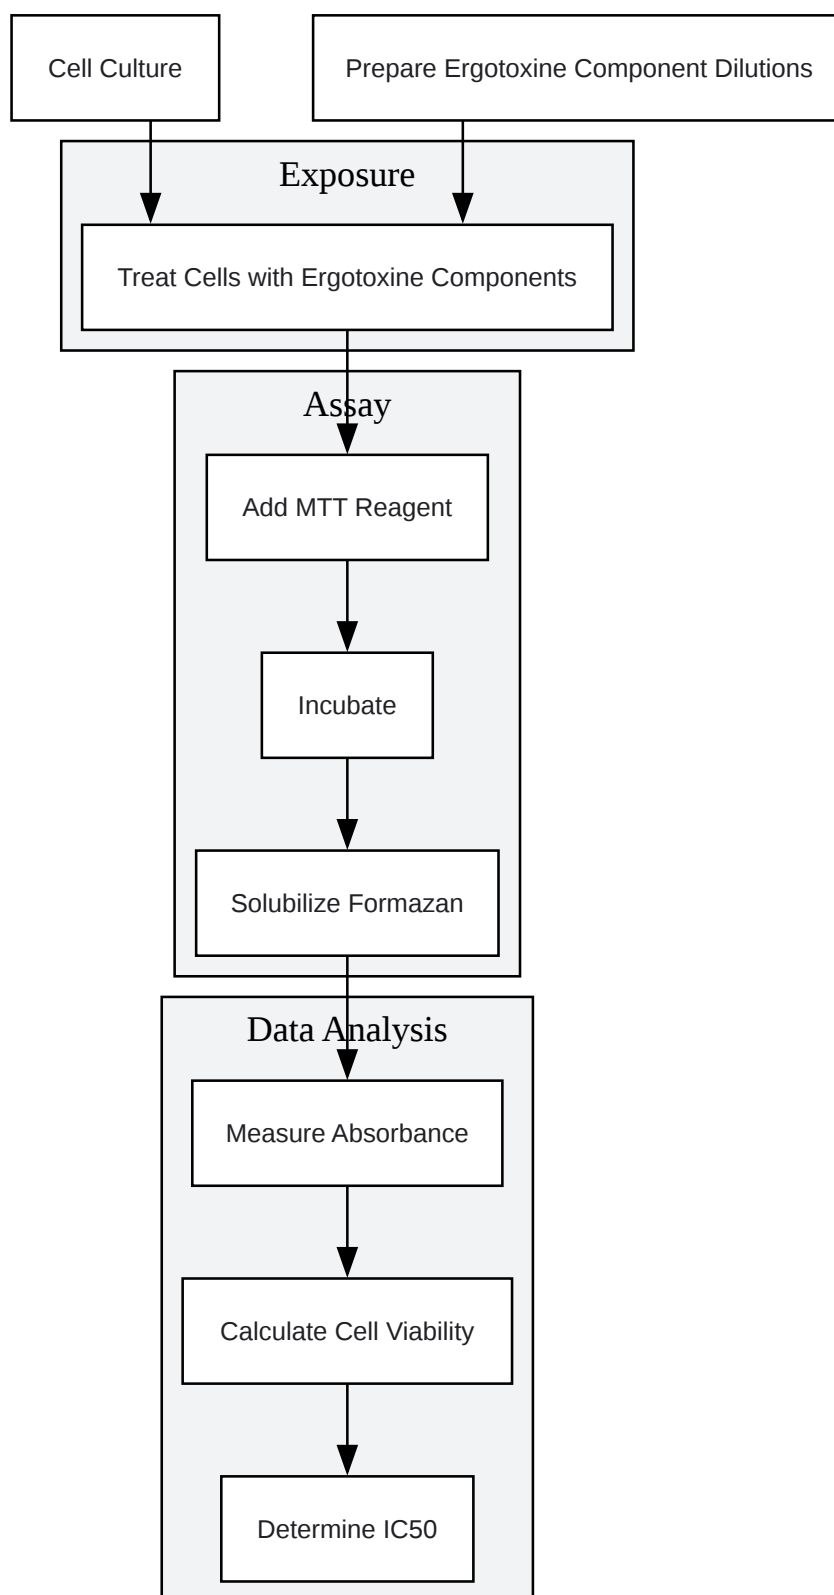 Cell Culture
Prepare Ergotoxine Component Dilutions
Exposure
Treat Cells with Ergotoxine Components
Assay
Add MTT Reagent
Incubate
Solubilize Formazan
Data Analysis
Measure Absorbance
Calculate Cell Viability
Determine IC50